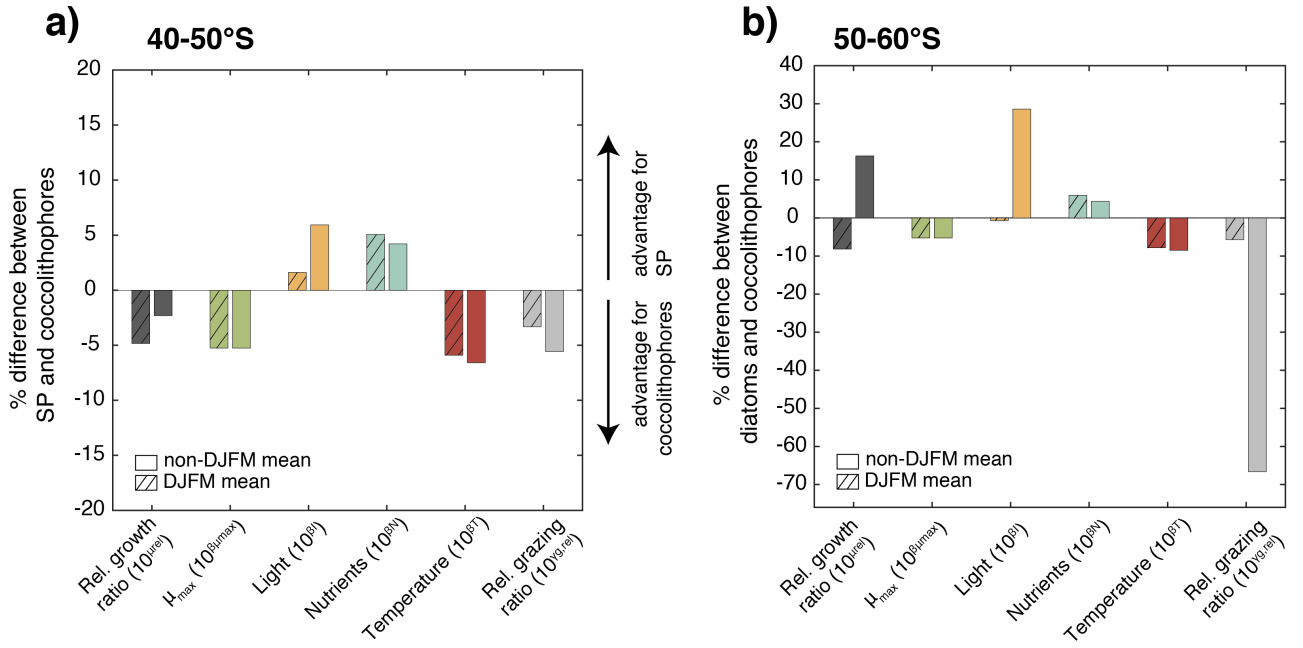 a)
40-50°S
% difference between
SP and coccolithophores
20
15
10
5
0
-5
-10
-15
-20
non-DJFM mean
DJFM mean
Rel. growth
ratio (10^μrel)
μmax (10^βμmax)
Light (10^βI)
Nutrients (10^βN)
Temperature (10^βT)
Rel. grazing
ratio (10^γg,rel)
advantage for
SP
advantage for
coccolithophores
b)
50-60°S
% difference between
diatoms and coccolithophores
40
30
20
10
0
-10
-20
-30
-40
-50
-60
-70
non-DJFM mean
DJFM mean
Rel. growth
ratio (10^μrel)
μmax (10^βμmax)
Light (10^βI)
Nutrients (10^βN)
Temperature (10^βT)
Rel. grazing
ratio (10^γg,rel)